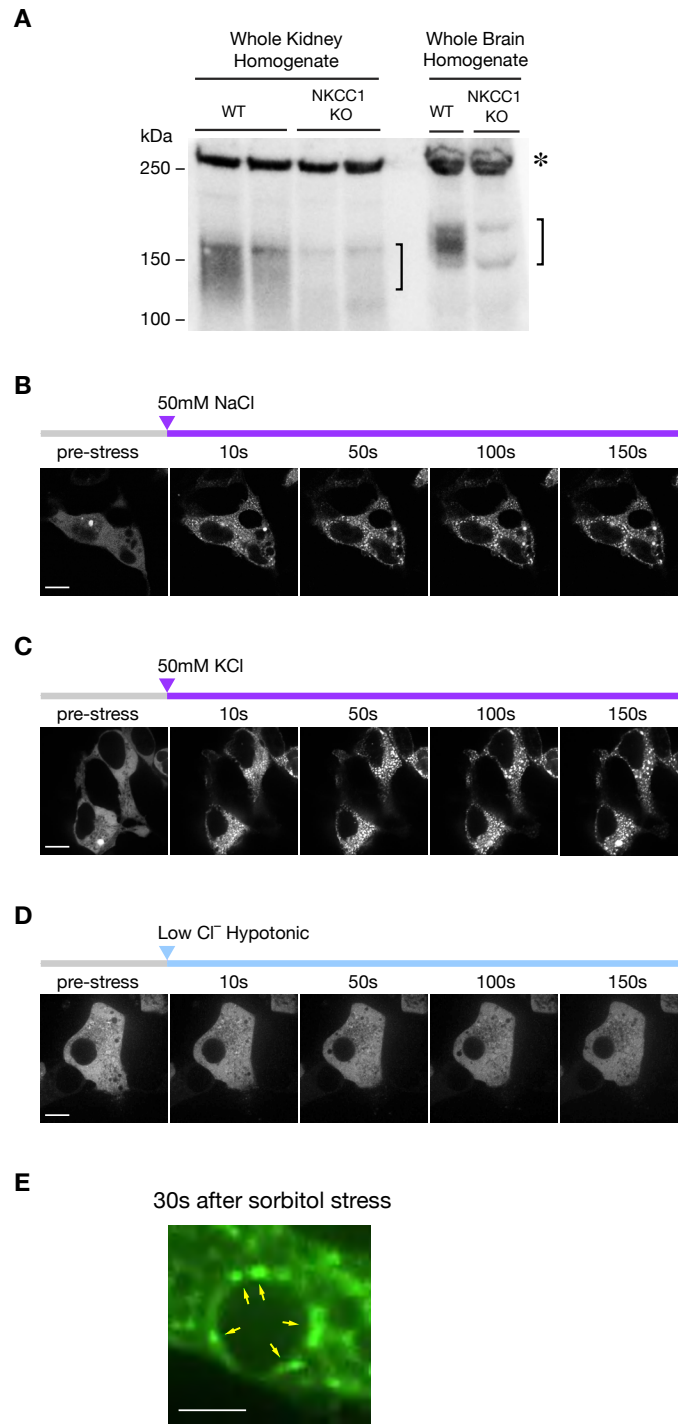 A
Whole Kidney
Homogenate
Whole Brain
Homogenate
WT
NKCC1
KO
WT
NKCC1
KO
kDa
250 –
*
150 –
100 –
B
50mM NaCl
pre-stress 10s 50s 100s 150s
C
50mM KCl
pre-stress 10s 50s 100s 150s
D
Low Cl⁻ Hypotonic
pre-stress 10s 50s 100s 150s
E
30s after sorbitol stress